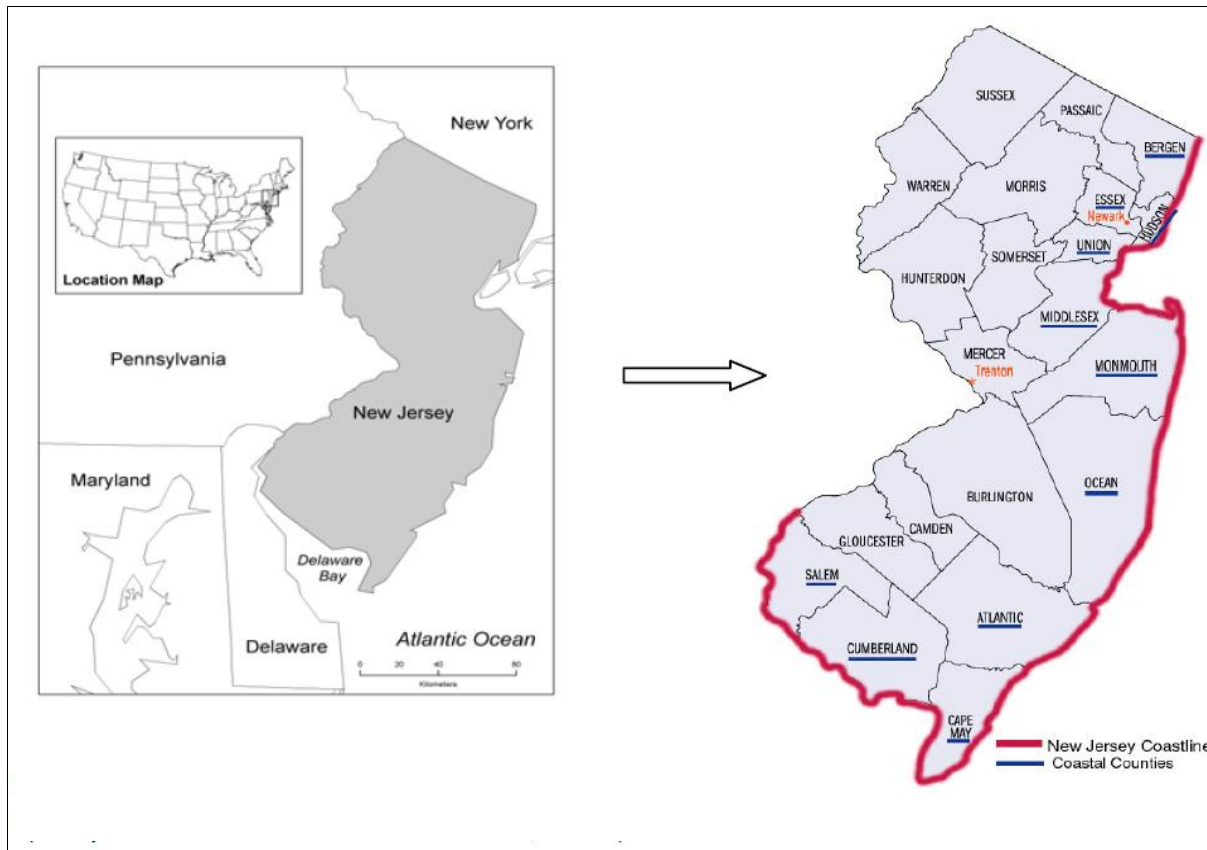 New York
Location Map
Pennsylvania
New Jersey
Maryland
Delaware
Bay
Delaware
Atlantic Ocean
0 20 40 80
Kilometers
SUSSEX
PASSAIC
BERGEN
WARREN
MORRIS
ESSEX
Newark
HUDSON
UNION
SOMERSET
HUNTERDON
MIDDLESEX
MERCER
Trenton
MONMOUTH
OCEAN
BURLINGTON
CAMDEN
GLOUCESTER
SALEM
ATLANTIC
CUMBERLAND
CAPE
MAY
New Jersey Coastline
Coastal Counties